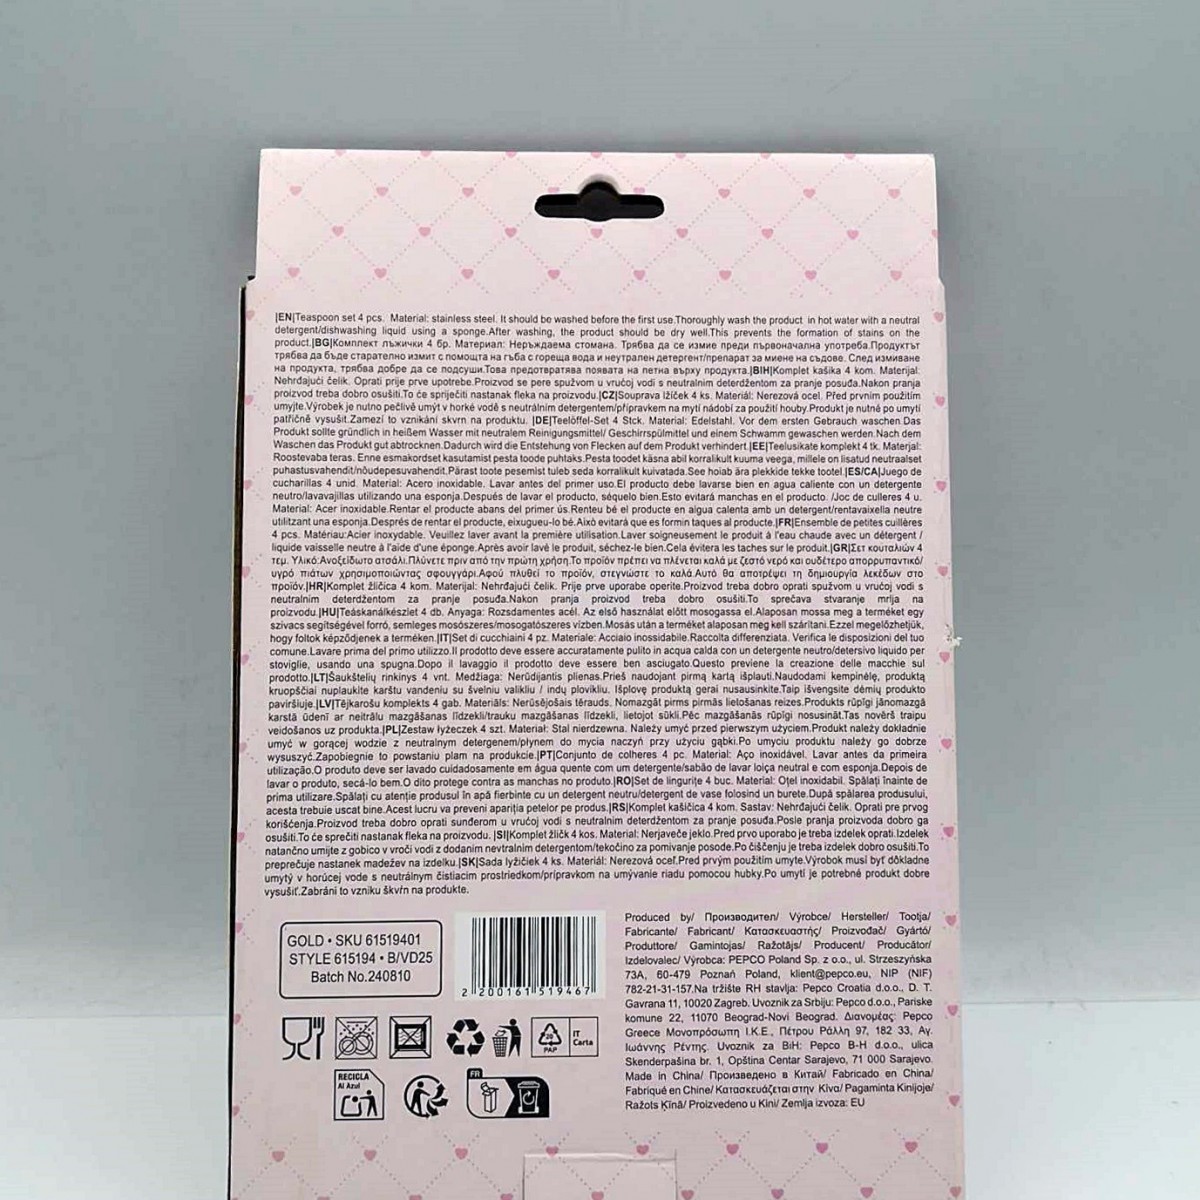 |EN|Teaspoon set 4 pcs. Material: stainless steel. It should be washed before the first use.Thoroughly wash the product in hot water with a neutral
detergent/dishwashing liquid using a sponge.After washing, the product should be dry well.This prevents the formation of stains on the
product.|BG|Комплект лъжички 4 бр. Материал: Неръждаема стомана. Трябва да се измие преди първоначална употреба.Продуктът
трябва да бъде старателно измит с помощта на гъба с гореща вода и неутрален детергент/препарат за миене на съдове. След измиване
на продукта, трябва добре да се подсуши.Това предотвратява появата на петна върху продукта.|BIH|Komplet kašika 4 kom. Materijal:
Nehrđajući čelik. Oprati prije prve upotrebe.Proizvod se pere spužvom u vrućoj vodi s neutralnim deterdžentom za pranje posuđa.Nakon pranja
proizvod treba dobro osušiti.To će spriječiti nastanak fleka na proizvodu.|CZ|Souprava lžiček 4 ks. Materiál: Nerezová ocel. Před prvním použitím
umyjte.Výrobek je nutno pečlivě umýt v horké vodě s neutrálním detergentem/přípravkem na mytí nádobí za použití houby.Produkt je nutné po umytí
patřičně vysušit.Zamezí to vznikání skvrn na produktu. |DE|Teelöffel-Set 4 Stck. Material: Edelstahl. Vor dem ersten Gebrauch waschen.Das
Produkt sollte gründlich in heißem Wasser mit neutralem Reinigungsmittel/ Geschirrspülmittel und einem Schwamm gewaschen werden.Nach dem
Waschen das Produkt gut abtrocknen.Dadurch wird die Entstehung von Flecken auf dem Produkt verhindert.|EE|Teelusikate komplekt 4 tk. Materjal:
Roostevaba teras. Enne esmakordset kasutamist pesta toode puhtaks.Pesta toodet käsna abil korralikult kuuma veega, millele on lisatud neutraalset
puhastusvahendit/nõudepesuvahendit.Pärast toote pesemist tuleb seda korralikult kuivatada.See hoiab ära plekkide tekke tootel.|ES/CA|Juego de
cucharillas 4 unid. Material: Acero inoxidable. Lavar antes del primer uso.El producto debe lavarse bien en agua caliente con un detergente
neutro/lavavajillas utilizando una esponja.Después de lavar el producto, séquelo bien.Esto evitará manchas en el producto. /Joc de culleres 4 u.
Material: Acer inoxidable.Rentar el producte abans del primer ús.Renteu bé el producte en aigua calenta amb un detergent/rentavaixella neutre
utilitzant una esponja.Després de rentar el producte, eixugueu-lo bé.Això evitarà que es formin taques al producte.|FR|Ensemble de petites cuillères
4 pcs. Matériau:Acier inoxydable. Veuillez laver avant la première utilisation.Laver soigneusement le produit à l'eau chaude avec un détergent /
liquide vaisselle neutre à l'aide d'une éponge.Après avoir lavé le produit, séchez-le bien.Cela évitera les taches sur le produit.|GR|Σετ κουταλιών 4
τεμ. Υλικό:Ανοξείδωτο ατσάλι.Πλύνετε πριν από την πρώτη χρήση.Το προϊόν πρέπει να πλένεται καλά με ζεστό νερό και ουδέτερο απορρυπαντικό/
υγρό πιάτων χρησιμοποιώντας σφουγγάρι.Αφού πλυθεί το προϊόν, στεγνώστε το καλά.Αυτό θα αποτρέψει τη δημιουργία λεκέδων στο
προϊόν.|HR|Komplet žličica 4 kom. Materijal: Nehrđajući čelik. Prije prve uporabe operite.Proizvod treba dobro oprati spužvom u vrućoj vodi s
neutralnim deterdžentom za pranje posuđa.Nakon pranja proizvod treba dobro osušiti.To sprečava stvaranje mrlja na
proizvodu.|HU|Teáskanálkészlet 4 db. Anyaga: Rozsdamentes acél. Az első használat előtt mosogassa el.Alaposan mossa meg a terméket egy
szivacs segítségével forró, semleges mosószeres/mosogatószeres vízben.Mosás után a terméket alaposan meg kell szárítani.Ezzel megelőzhetjük,
hogy foltok képződjenek a terméken.|IT|Set di cucchiaini 4 pz. Materiale: Acciaio inossidabile.Raccolta differenziata. Verifica le disposizioni del tuo
comune.Lavare prima del primo utilizzo.Il prodotto deve essere accuratamente pulito in acqua calda con un detergente neutro/detersivo liquido per
stoviglie, usando una spugna.Dopo il lavaggio il prodotto deve essere ben asciugato.Questo previene la creazione delle macchie sul
prodotto.|LT|Šaukštelių rinkinys 4 vnt. Medžiaga: Nerūdijantis plienas.Prieš naudojant pirmą kartą išplauti.Naudodami kempinėlę, produktą
kruopščiai nuplaukite karštu vandeniu su švelniu valikliu / indų plovikliu. Išplovę produktą gerai nusausinkite.Taip išvengsite dėmių produkto
paviršiuje.|LV|Tējkarošu komplekts 4 gab. Materiāls: Nerūsējošais tērauds. Nomazgāt pirms pirmās lietošanas reizes.Produkts rūpīgi jānomazgā
karstā ūdenī ar neitrālu mazgāšanas līdzekli/trauku mazgāšanas līdzekli, lietojot sūkli.Pēc mazgāšanās rūpīgi nosusināt.Tas novērš traipu
veidošanos uz produkta.|PL|Zestaw łyżeczek 4 szt. Materiał: Stal nierdzewna. Należy umyć przed pierwszym użyciem.Produkt należy dokładnie
umyć w gorącej wodzie z neutralnym detergenem/płynem do mycia naczyń przy użyciu gąbki.Po umyciu produktu należy go dobrze
wysuszyć.Zapobiegnie to powstaniu plam na produkcie.|PT|Conjunto de colheres 4 pc. Material: Aço inoxidável. Lavar antes da primeira
utilização.O produto deve ser lavado cuidadosamente em água quente com um detergente/sabão de lavar loiça neutral e com esponja.Depois de
lavar o produto, secá-lo bem.O dito protege contra as manchas no produto.|RO|Set de lingurițe 4 buc. Material: Oțel inoxidabil. Spălați înainte de
prima utilizare.Spălați cu atenție produsul în apă fierbinte cu un detergent neutru/detergent de vase folosind un burete.După spălarea produsului,
acesta trebuie uscat bine.Acest lucru va preveni apariția petelor pe produs.|RS|Komplet kašičica 4 kom. Sastav: Nehrđajući čelik. Oprati pre prvog
korišćenja.Proizvod treba dobro oprati sunđerom u vrućoj vodi s neutralnim deterdžentom za pranje posuđa.Posle pranja proizvoda dobro ga
osušiti.To će sprečiti nastanak fleka na proizvodu. |SI|Komplet žličk 4 kos. Material: Nerjaveče jeklo.Pred prvo uporabo je treba izdelek oprati.Izdelek
natančno umijte z gobico v vroči vodi z dodanim nevtralnim detergentom/tekočino za pomivanje posode.Po čiščenju je treba izdelek dobro osušiti.To
preprečuje nastanek madežev na izdelku.|SK|Sada lyžičiek 4 ks. Materiál: Nerezová oceľ.Pred prvým použitím umyte.Výrobok musí byť dôkladne
umytý v horúcej vode s neutrálnym čistiacim prostriedkom/prípravkom na umývanie riadu pomocou hubky.Po umytí je potrebné produkt dobre
vysušiť.Zabráni to vzniku škvŕn na produkte.
GOLD • SKU 61519401
STYLE 615194 • B/VD25
Batch No.240810
2 200161 519467
Produced by/ Производител/ Výrobce/ Hersteller/ Tootja/
Fabricante/ Fabricant/ Κατασκευαστής/ Proizvođač/ Gyártó/
Produttore/ Gamintojas/ Ražotājs/ Producent/ Producător/
Izdelovalec/ Výrobca: PEPCO Poland Sp. z o.o., ul. Strzeszyńska
73A, 60-479 Poznań Poland, klient@pepco.eu, NIP (NIF)
782-21-31-157.Na tržište RH stavlja: Pepco Croatia d.o.o., D. T.
Gavrana 11, 10020 Zagreb. Uvoznik za Srbiju: Pepco d.o.o., Pariske
komune 22, 11070 Beograd-Novi Beograd. Διανομέας: Pepco
Greece Μονοπρόσωπη Ι.Κ.Ε., Πέτρου Ράλλη 97, 182 33, Αγ.
Ιωάννης Ρέντης. Uvoznik za BiH: Pepco B-H d.o.o., ulica
Skenderpašina br. 1, Opština Centar Sarajevo, 71 000 Sarajevo.
Made in China/ Произведено в Китай/ Fabricado en China/
Fabriqué en Chine/ Κατασκευάζεται στην Κίνα/ Pagaminta Kinijoje/
Ražots Ķīnā/ Proizvedeno u Kini/ Zemlja izvoza: EU
20
PAP
IT
Carta
RECICLA
Al Azul
FR